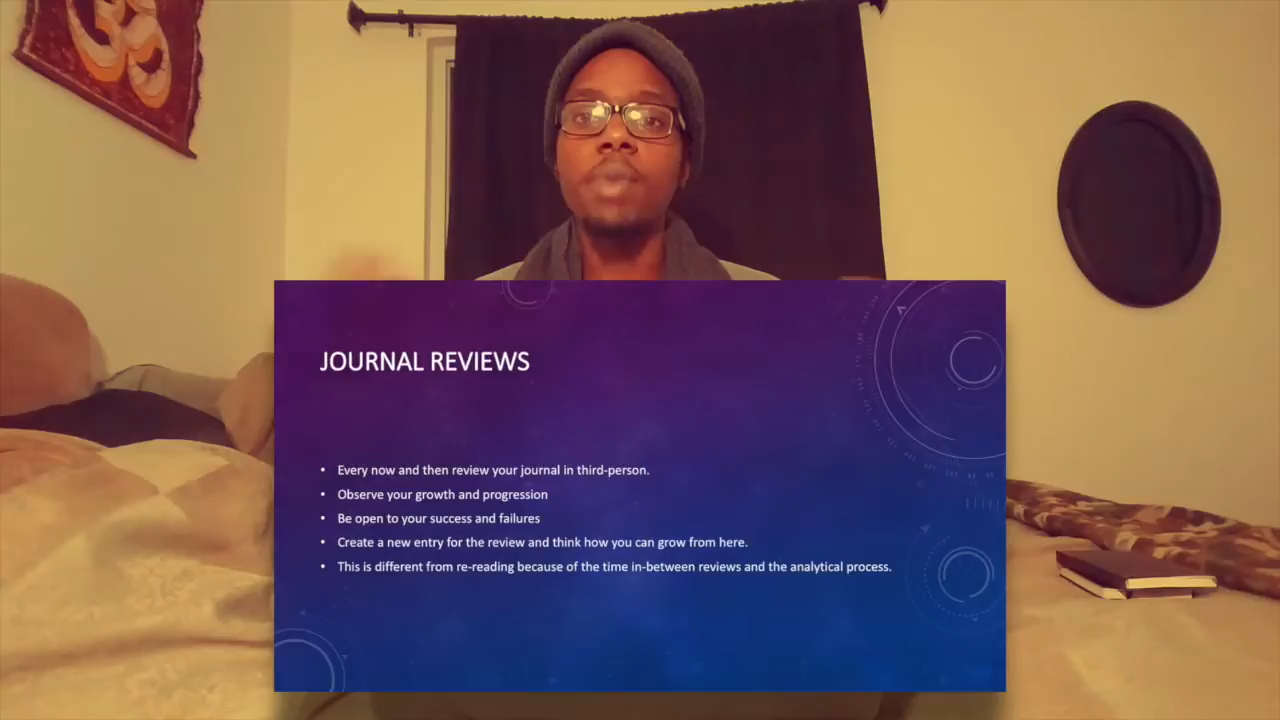 JOURNAL REVIEWS
• Every now and then review your journal in third-person.
• Observe your growth and progression
• Be open to your success and failures
• Create a new entry for the review and think how you can grow from here.
• This is different from re-reading because of the time in-between reviews and the analytical process.